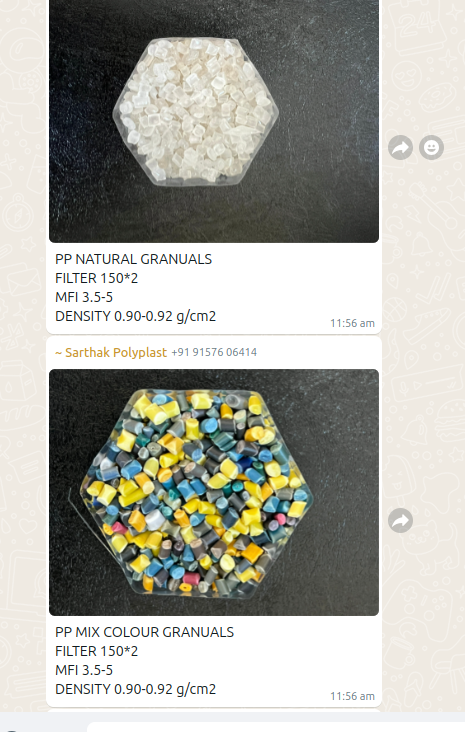 PP NATURAL GRANUALS
FILTER 150*2
MFI 3.5-5
DENSITY 0.90-0.92 g/cm2
11:56 am
~ Sarthak Polyplast +91 91576 06414
PP MIX COLOUR GRANUALS
FILTER 150*2
MFI 3.5-5
DENSITY 0.90-0.92 g/cm2
11:56 am